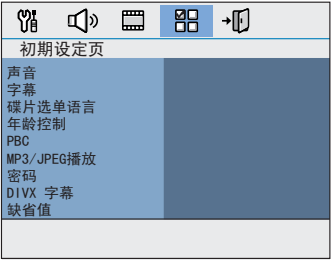 初期设定页
声音
字幕
碟片选单语言
年龄控制
PBC
MP3/JPEG播放
密码
DIVX 字幕
缺省值